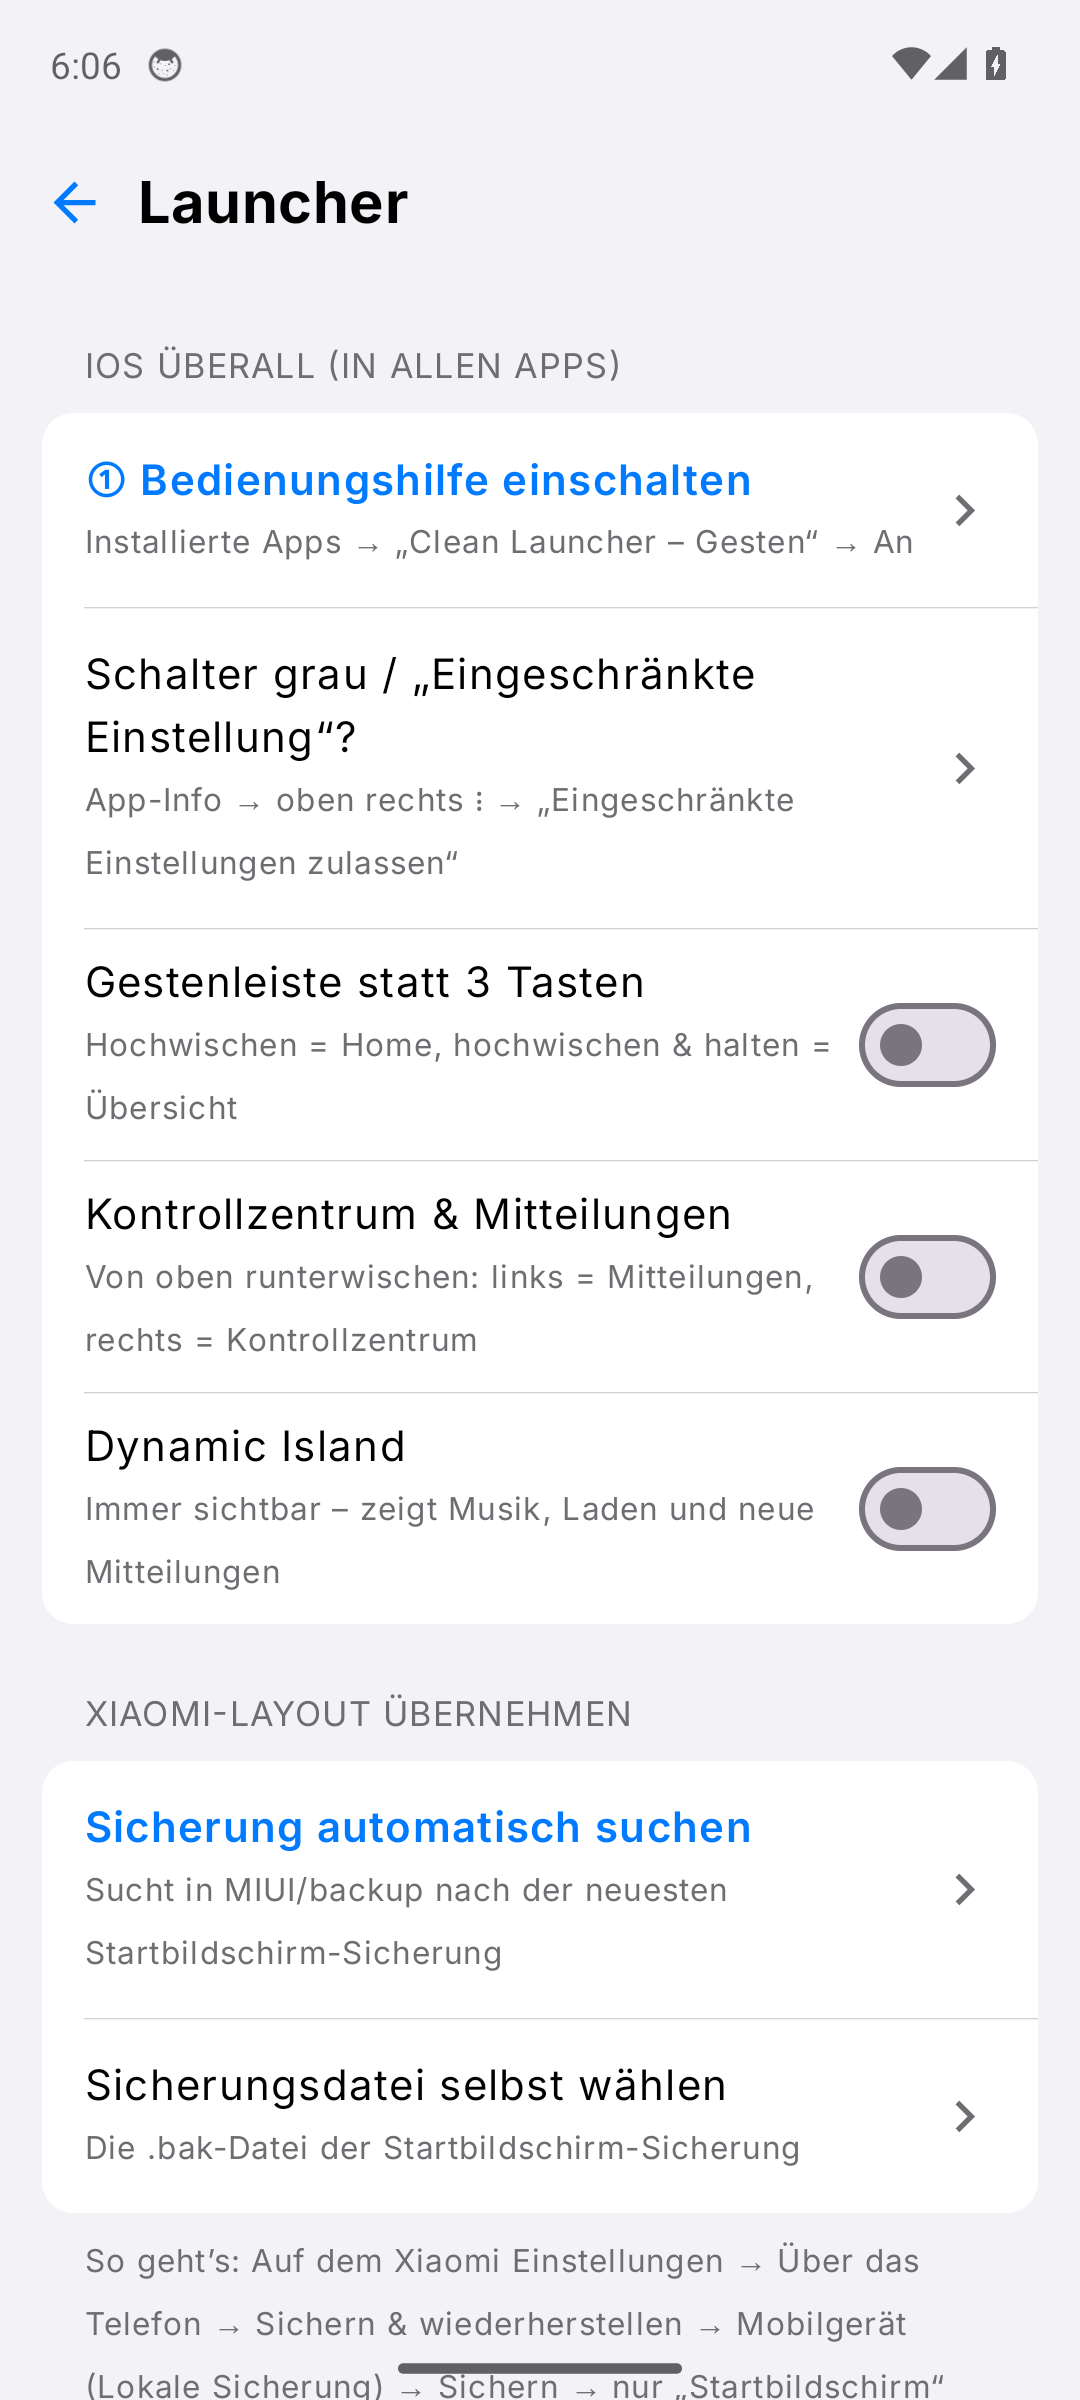 6:06
Launcher
IOS ÜBERALL (IN ALLEN APPS)
① Bedienungshilfe einschalten
Installierte Apps → „Clean Launcher – Gesten“ → An
Schalter grau / „Eingeschränkte
Einstellung“?
App-Info → oben rechts ⋮ → „Eingeschränkte
Einstellungen zulassen“
Gestenleiste statt 3 Tasten
Hochwischen = Home, hochwischen & halten =
Übersicht
Kontrollzentrum & Mitteilungen
Von oben runterwischen: links = Mitteilungen,
rechts = Kontrollzentrum
Dynamic Island
Immer sichtbar – zeigt Musik, Laden und neue
Mitteilungen
XIAOMI-LAYOUT ÜBERNEHMEN
Sicherung automatisch suchen
Sucht in MIUI/backup nach der neuesten
Startbildschirm-Sicherung
Sicherungsdatei selbst wählen
Die .bak-Datei der Startbildschirm-Sicherung
So geht’s: Auf dem Xiaomi Einstellungen → Über das
Telefon → Sichern & wiederherstellen → Mobilgerät
(Lokale Sicherung) → Sichern → nur „Startbildschirm“